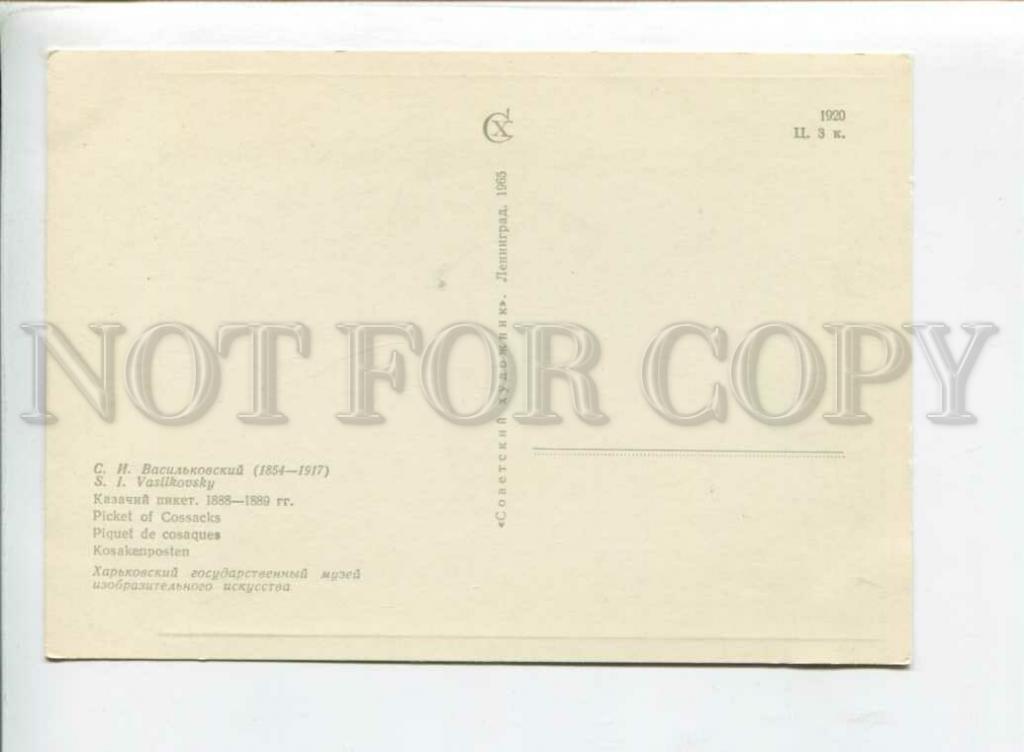 СХ
1920
Ц. 3 к.
«Советский художник». Ленинград. 1965
NOT FOR COPY
С. И. Васильковский (1854—1917)
S. I. Vasilkovsky
Казачий пикет. 1888—1889 гг.
Picket of Cossacks
Piquet de cosaques
Kosakenposten
Харьковский государственный музей
изобразительного искусства